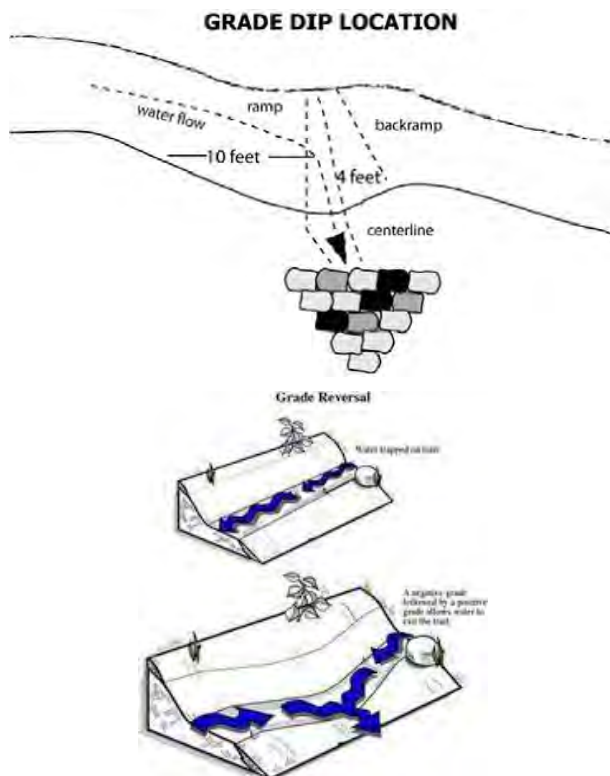 GRADE DIP LOCATION
ramp
water flow
backramp
10 feet
4 feet
centerline
Grade Reversal
Water trapped on trail
A negative grade
followed by a positive
grade allows water to
exit the trail.